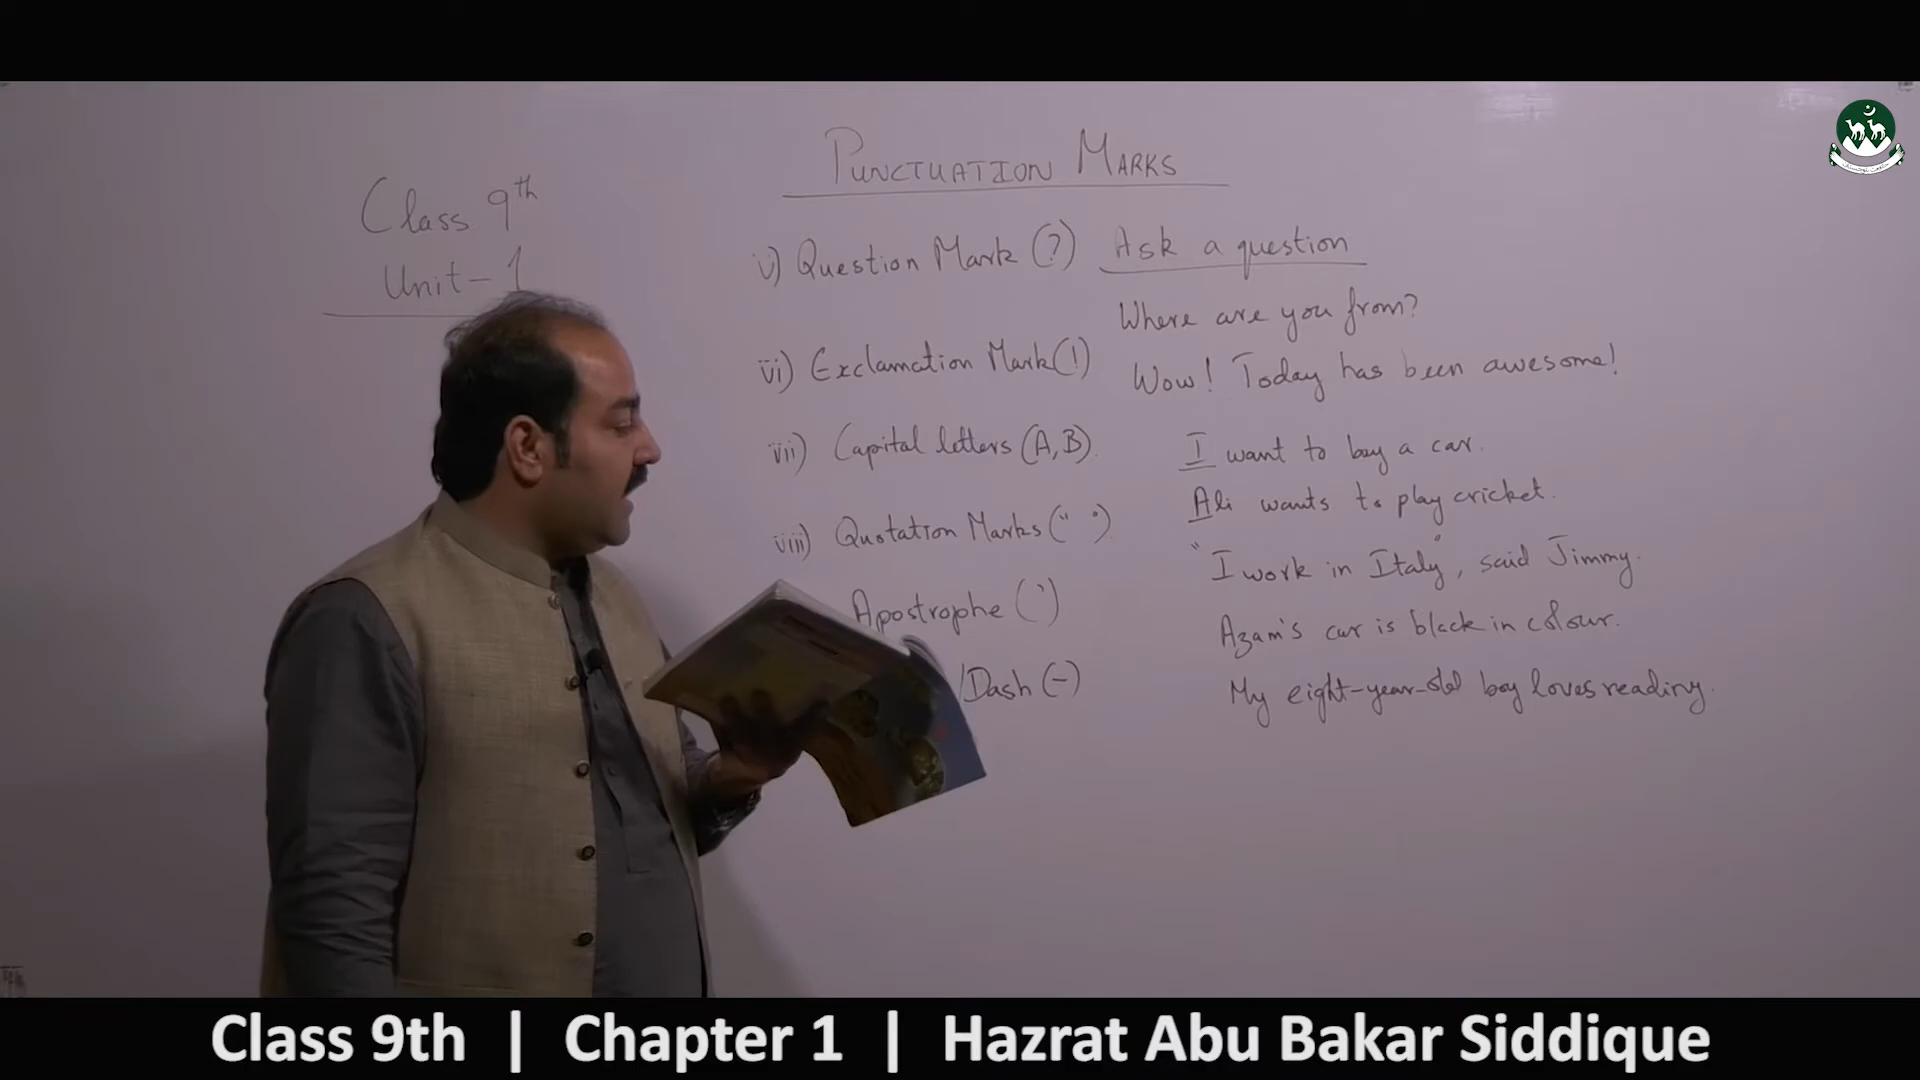 Class 9th
Unit-1
PUNCTUATION MARKS
v) Question Mark (?) Ask a question
Where are you from?
vi) Exclamation Mark (!) Wow! Today has been awesome!
vii) Capital letters (A, B). I want to buy a car.
Ali wants to play cricket.
viii) Quotation Marks (" ") "I work in Italy", said Jimmy.
Apostrophe (') Azam's car is black in colour.
/Dash (-) My eight-year-old boy loves reading.
Class 9th | Chapter 1 | Hazrat Abu Bakar Siddique